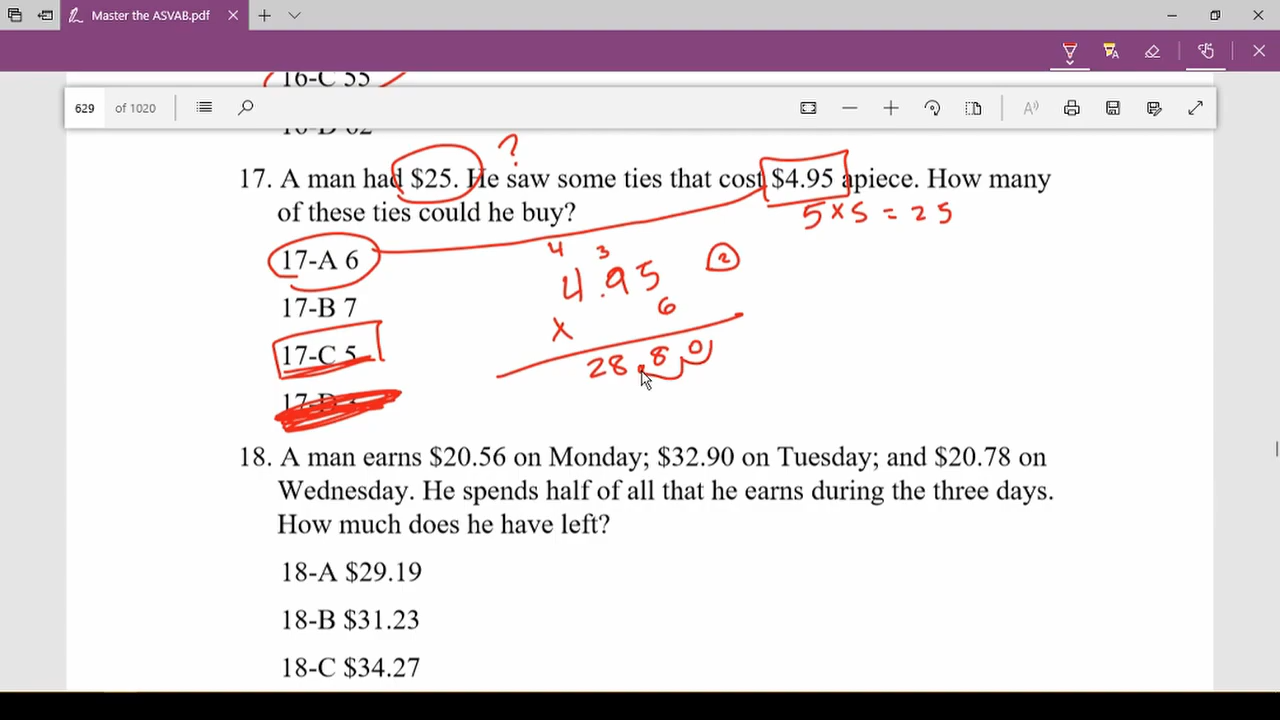 Master the ASVAB.pdf
16-C 55
629 of 1020
17. A man had $25. He saw some ties that cost $4.95 apiece. How many
?
5 × 5 = 25
of these ties could he buy?
17-A 6
4 3
4.95
2
17-B 7
× 6
17-C 5
28.80
18. A man earns $20.56 on Monday; $32.90 on Tuesday; and $20.78 on
Wednesday. He spends half of all that he earns during the three days.
How much does he have left?
18-A $29.19
18-B $31.23
18-C $34.27